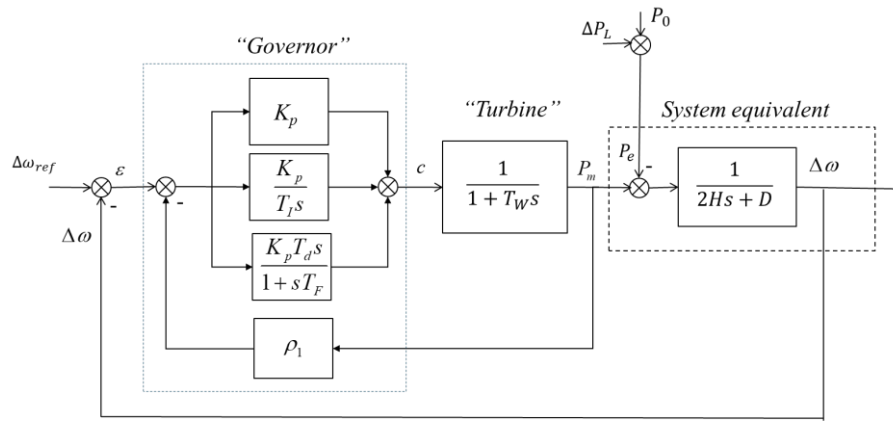 P_0
ΔP_L
“Governor”
“Turbine”
System equivalent
K_p
Δω_ref
ε
-
-
Δω
K_p
T_I s
c
1
1 + T_W s
P_m
P_e
-
1
2Hs + D
Δω
K_p T_d s
1 + sT_F
ρ_1